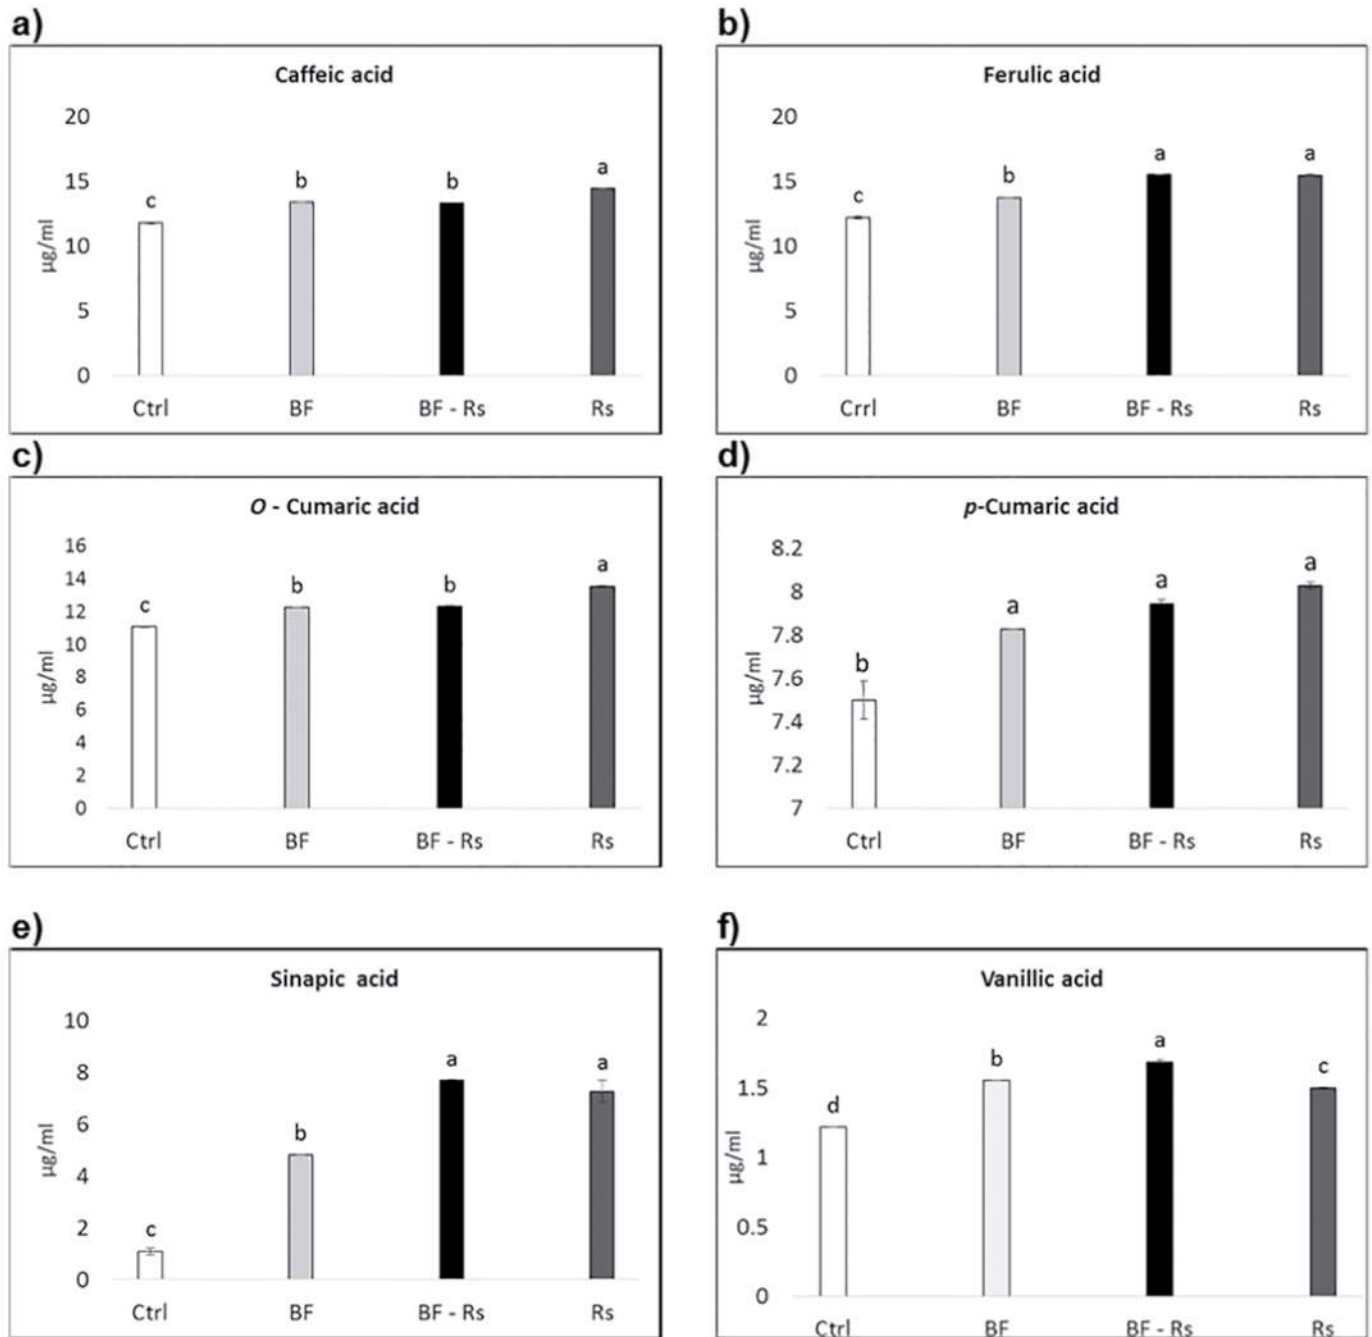 a)
Caffeic acid
20
15
10
5
0
µg/ml
c
b
b
a
Ctrl BF BF - Rs Rs
b)
Ferulic acid
20
15
10
5
0
µg/ml
c
b
a
a
Crrl BF BF - Rs Rs
c)
O - Cumaric acid
16
14
12
10
8
6
4
2
0
µg/ml
c
b
b
a
Ctrl BF BF - Rs Rs
d)
p-Cumaric acid
8.2
8
7.8
7.6
7.4
7.2
7
µg/ml
b
a
a
a
Ctrl BF BF - Rs Rs
e)
Sinapic acid
10
8
6
4
2
0
µg/ml
c
b
a
a
Ctrl BF BF - Rs Rs
f)
Vanillic acid
2
1.5
1
0.5
0
µg/ml
d
b
a
c
Ctrl BF BF - Rs Rs